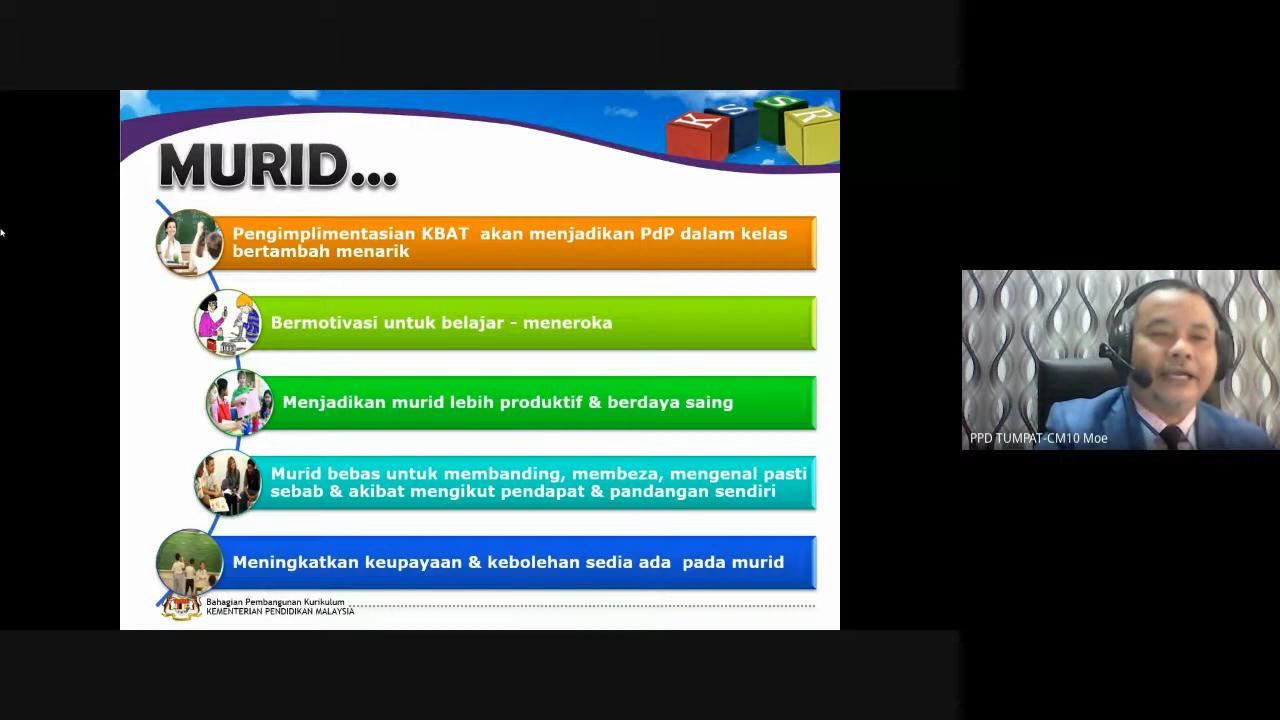 K S S R
MURID...
Pengimplimentasian KBAT akan menjadikan PdP dalam kelas
bertambah menarik
Bermotivasi untuk belajar - meneroka
Menjadikan murid lebih produktif & berdaya saing
Murid bebas untuk membanding, membeza, mengenal pasti
sebab & akibat mengikut pendapat & pandangan sendiri
Meningkatkan keupayaan & kebolehan sedia ada pada murid
Bahagian Pembangunan Kurikulum
KEMENTERIAN PENDIDIKAN MALAYSIA
PPD TUMPAT-CM10 Moe